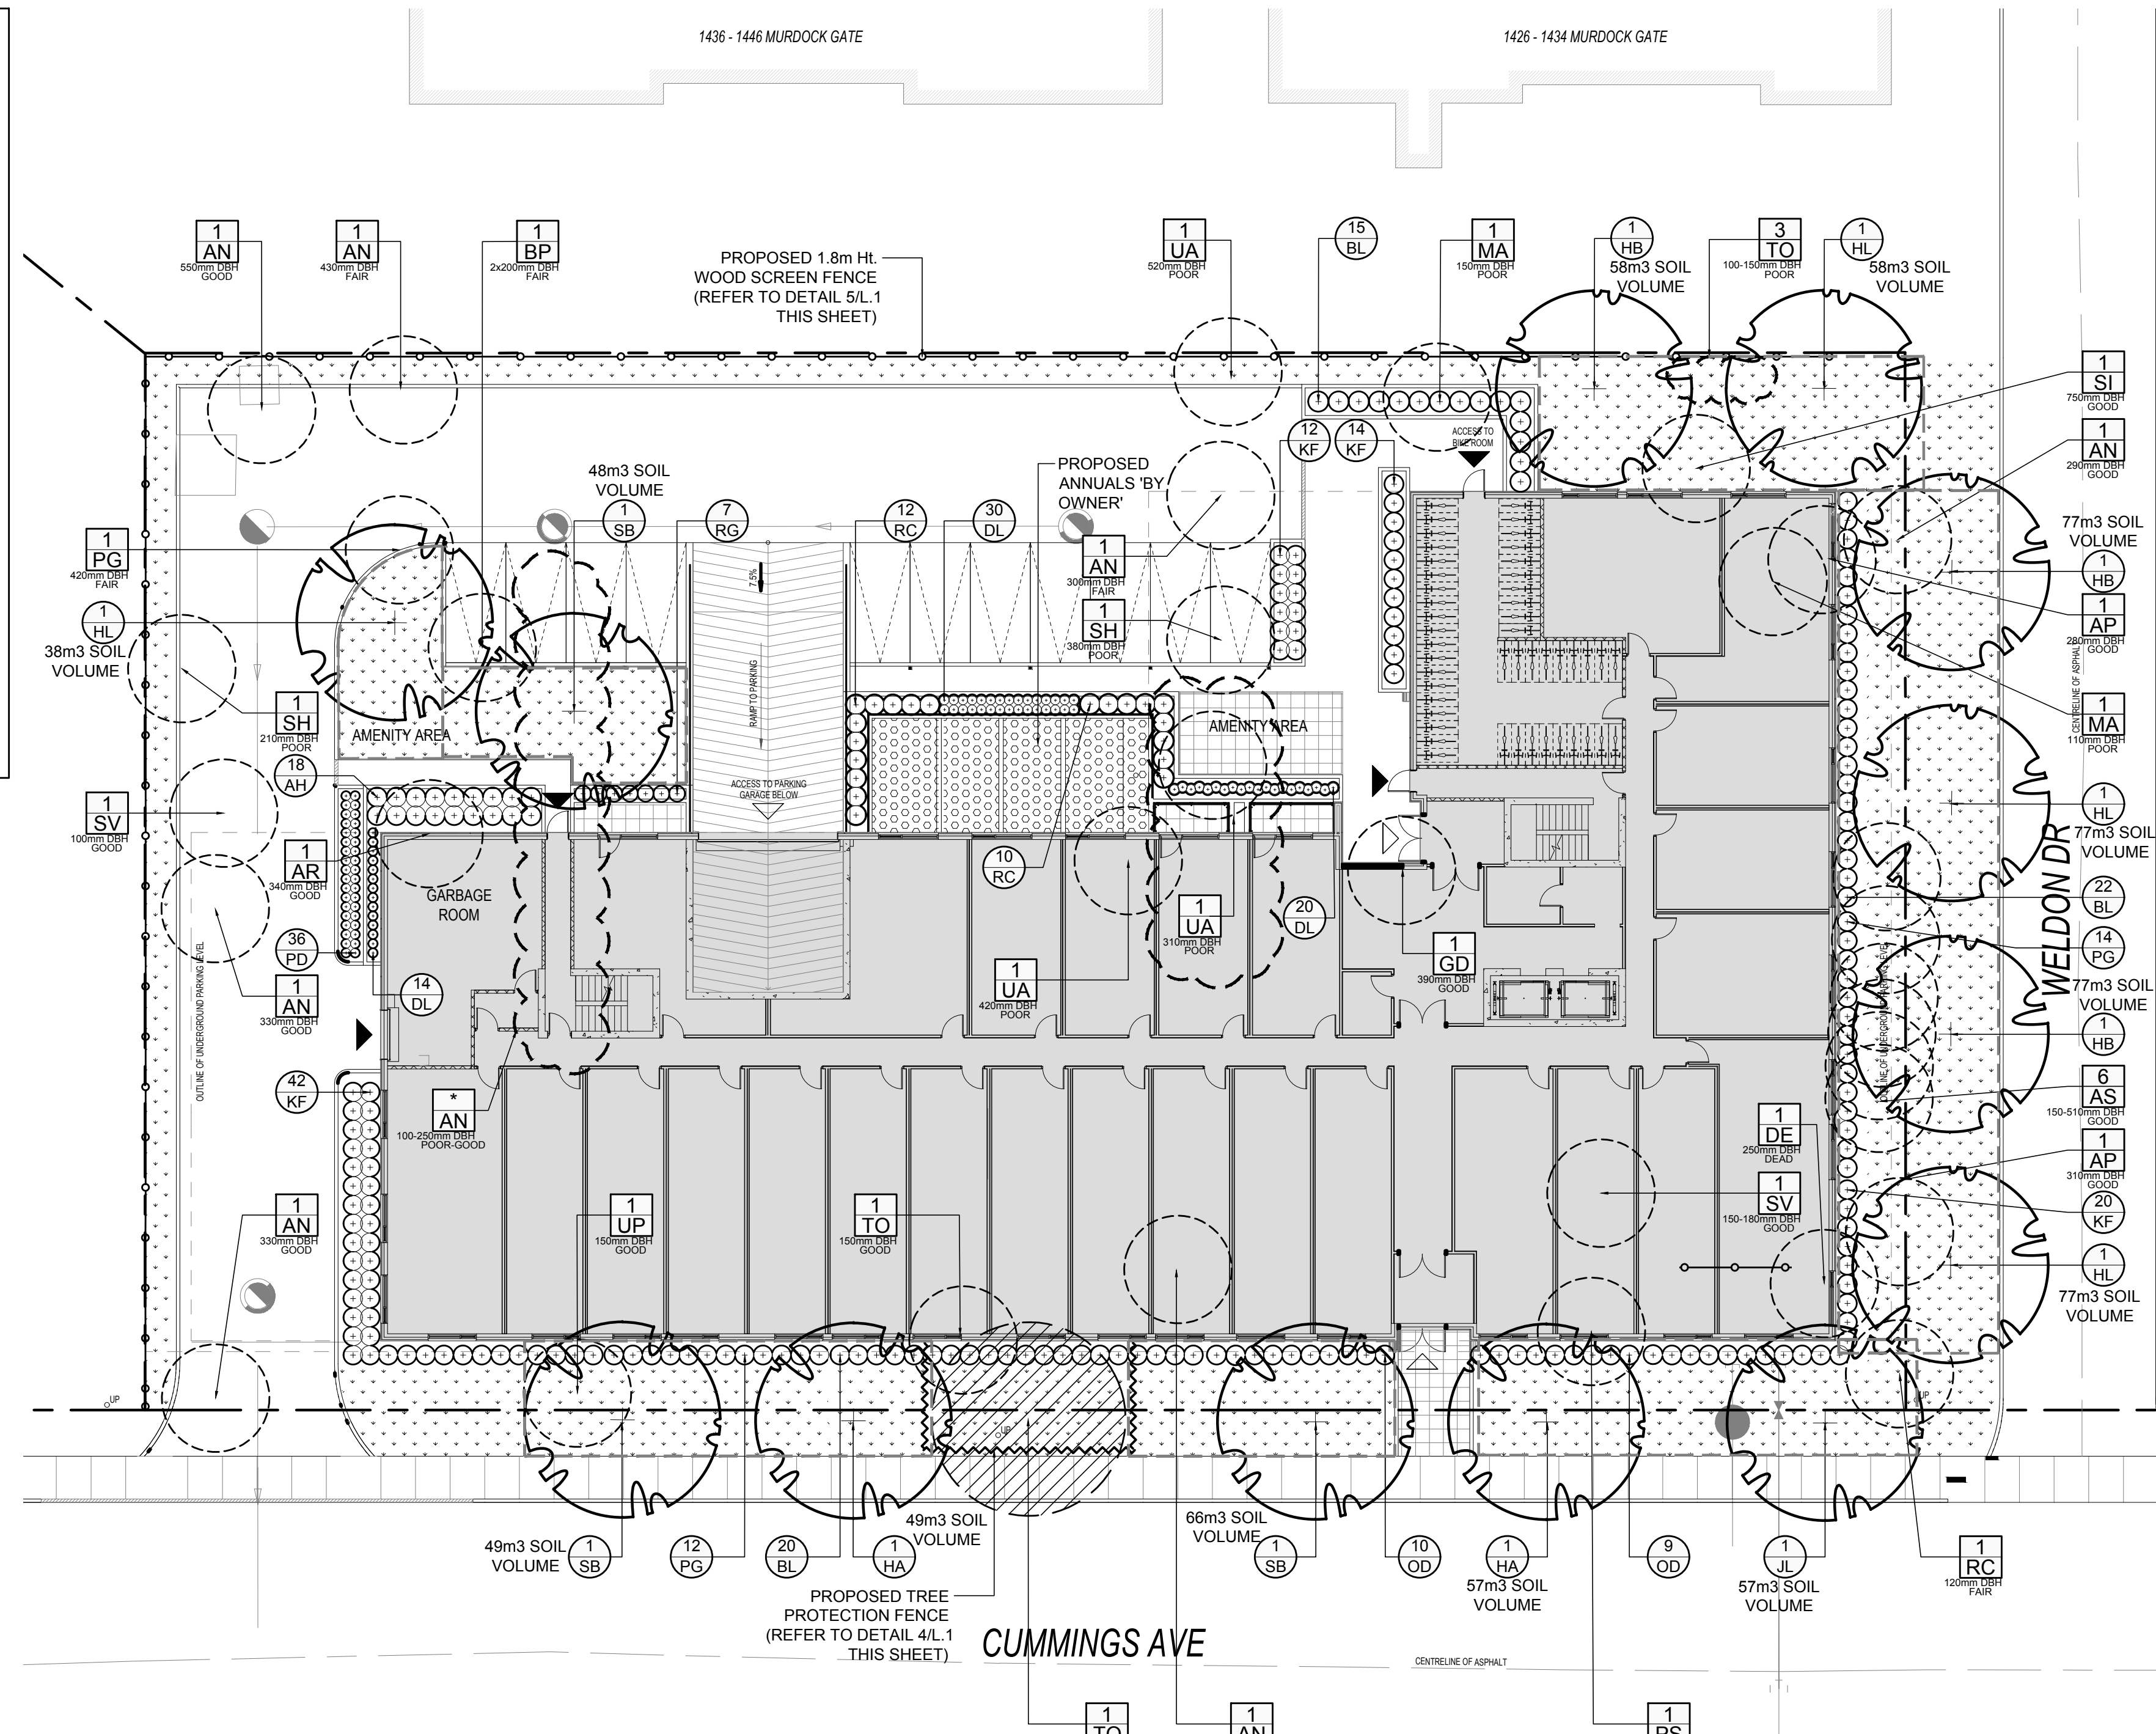 1436 - 1446 MURDOCK GATE
1426 - 1434 MURDOCK GATE
1
AN
550mm DBH
GOOD
1
AN
430mm DBH
FAIR
1
BP
2x200mm DBH
FAIR
PROPOSED 1.8m Ht.
WOOD SCREEN FENCE
(REFER TO DETAIL 5/L.1
THIS SHEET)
1
UA
520mm DBH
POOR
15
BL
1
MA
150mm DBH
POOR
1
HB
58m3 SOIL
VOLUME
3
TO
100-150mm DBH
POOR
1
HL
58m3 SOIL
VOLUME
1
SI
750mm DBH
GOOD
1
AN
290mm DBH
GOOD
12
KF
14
KF
ACCESS TO
BIKE ROOM
PROPOSED
ANNUALS 'BY
OWNER'
48m3 SOIL
VOLUME
1
SB
7
RG
12
RC
30
DL
1
AN
300mm DBH
FAIR
1
SH
380mm DBH
POOR
77m3 SOIL
VOLUME
1
HB
1
AP
280mm DBH
GOOD
CENTRELINE OF ASPHALT
1
MA
110mm DBH
POOR
1
PG
420mm DBH
FAIR
1
HL
38m3 SOIL
VOLUME
1
SH
210mm DBH
POOR
AMENITY AREA
7.5%
RAMP TO PARKING
ACCESS TO PARKING
GARAGE BELOW
AMENITY AREA
18
AH
1
SV
100mm DBH
GOOD
1
AR
340mm DBH
GOOD
GARBAGE
ROOM
10
RC
1
UA
310mm DBH
POOR
20
DL
1
GD
390mm DBH
GOOD
1
UA
420mm DBH
POOR
1
HL
77m3 SOIL
VOLUME
WELDON DR
22
BL
14
PG
77m3 SOIL
VOLUME
1
HB
OUTLINE OF UNDERGROUND PARKING LEVEL
6
AS
150-510mm DBH
GOOD
1
AP
310mm DBH
GOOD
20
KF
1
HL
77m3 SOIL
VOLUME
36
PD
14
DL
1
AN
330mm DBH
GOOD
OUTLINE OF UNDERGROUND PARKING LEVEL
42
KF
*
AN
100-250mm DBH
POOR-GOOD
1
DE
250mm DBH
DEAD
1
SV
150-180mm DBH
GOOD
1
AN
330mm DBH
GOOD
1
UP
150mm DBH
GOOD
1
TO
150mm DBH
GOOD
UP
UP
UP
49m3 SOIL
VOLUME
1
SB
12
PG
20
BL
1
HA
49m3 SOIL
VOLUME
66m3 SOIL
VOLUME
1
SB
10
OD
1
HA
57m3 SOIL
VOLUME
9
OD
1
JL
57m3 SOIL
VOLUME
1
RC
120mm DBH
FAIR
PROPOSED TREE
PROTECTION FENCE
(REFER TO DETAIL 4/L.1
THIS SHEET)
CUMMINGS AVE
CENTRELINE OF ASPHALT
1
TO
1
AN
1